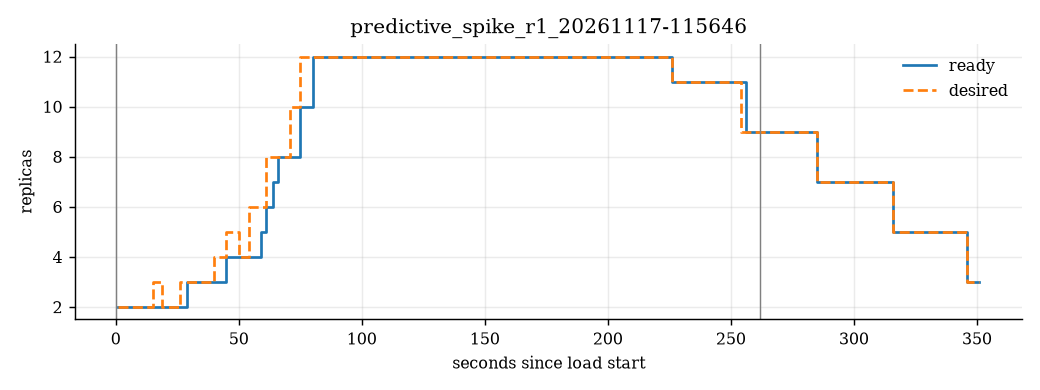 predictive_spike_r1_20261117-115646
ready
desired
replicas
12
10
8
6
4
2
0 50 100 150 200 250 300 350
seconds since load start